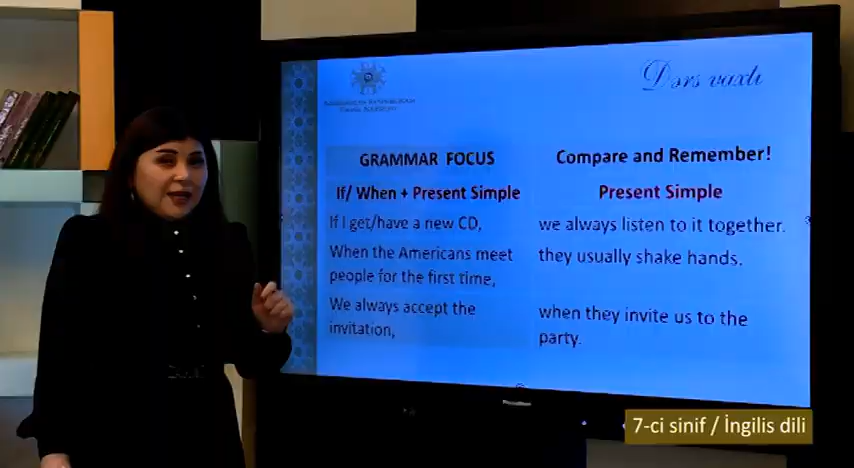 Dərs vaxtı
GRAMMAR FOCUS
Compare and Remember!
If/ When + Present Simple
Present Simple
If I get/have a new CD,
we always listen to it together.
When the Americans meet
people for the first time,
they usually shake hands.
We always accept the
invitation,
when they invite us to the
party.
7-ci sinif / İngilis dili